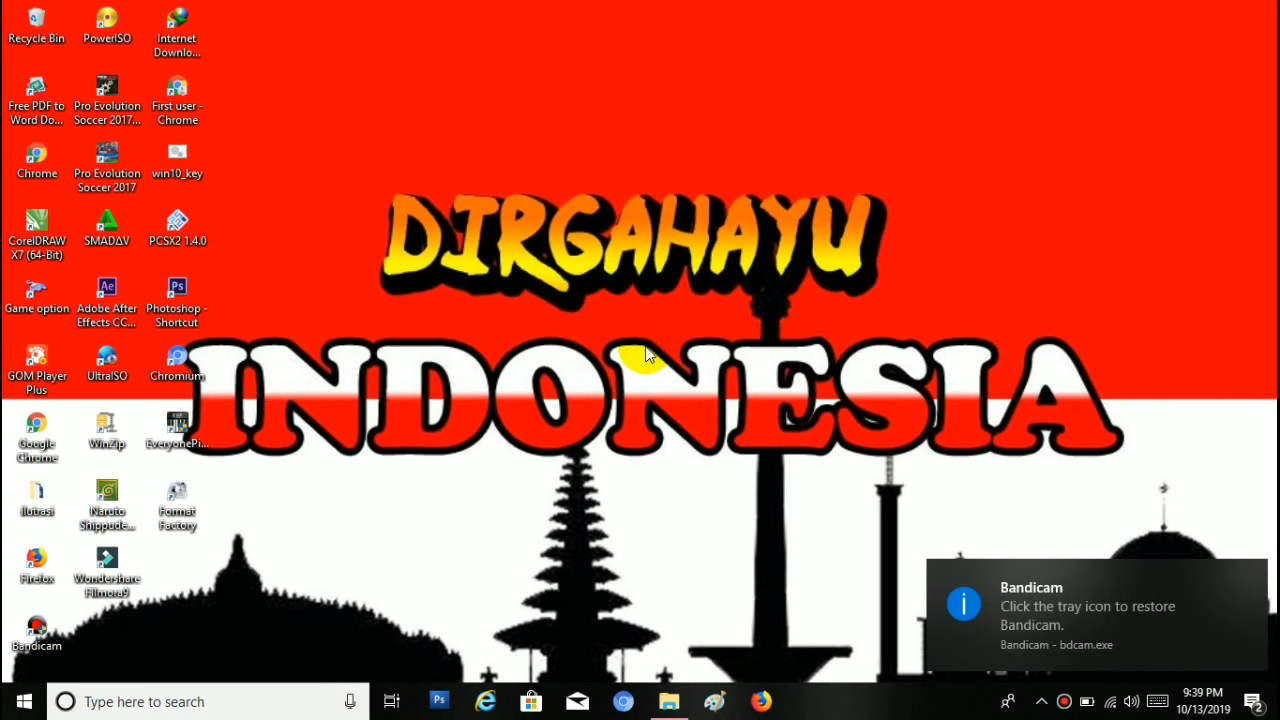 Recycle Bin
PowerISO
Internet
Downlo...
Free PDF to
Word Do...
Pro Evolution
Soccer 2017...
First user -
Chrome
Chrome
Pro Evolution
Soccer 2017
win10_key
CorelDRAW
X7 (64-Bit)
SMADΔV
PCSX2 1.4.0
Game option
Adobe After
Effects CC...
Photoshop -
Shortcut
GOM Player
Plus
UltraISO
Chromium
Google
Chrome
WinZip
EveryonePi...
ilutrasi
Naruto
Shippude...
Format
Factory
Firefox
Wondershare
Filmora9
Bandicam
DIRGAHAYU
INDONESIA
Bandicam
Click the tray icon to restore
Bandicam.
Bandicam - bdcam.exe
Type here to search
9:39 PM
10/13/2019
2